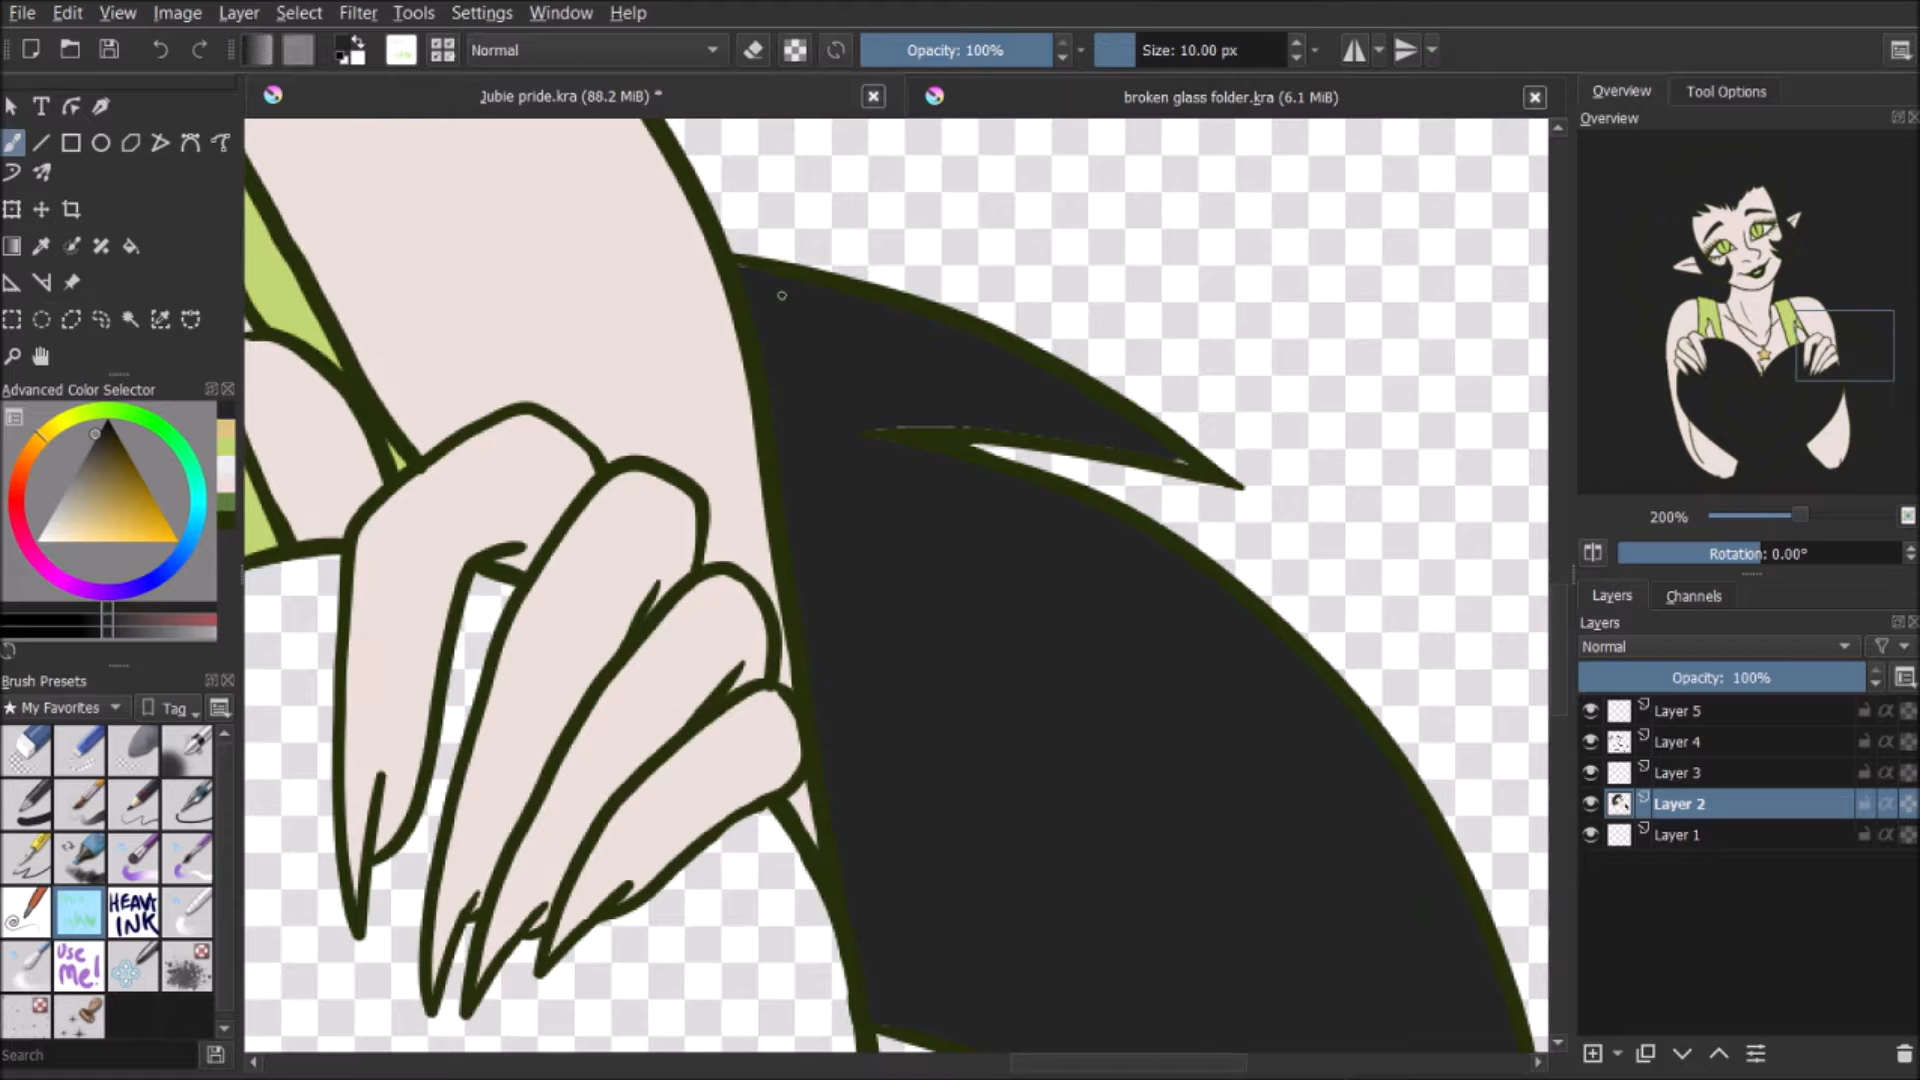 File Edit View Image Layer Select Filter Tools Settings Window Help
Normal Opacity: 100% Size: 10.00 px
Jubie pride.kra (88.2 MiB) *
broken glass folder.kra (6.1 MiB)
Overview Tool Options
Overview
Advanced Color Selector
200%
Rotation: 0.00°
Layers Channels
Layers
Normal
Opacity: 100%
Layer 5
Layer 4
Layer 3
Layer 2
Layer 1
Brush Presets
★ My Favorites Tag
HEAVY
INK
Use
Me!
Search